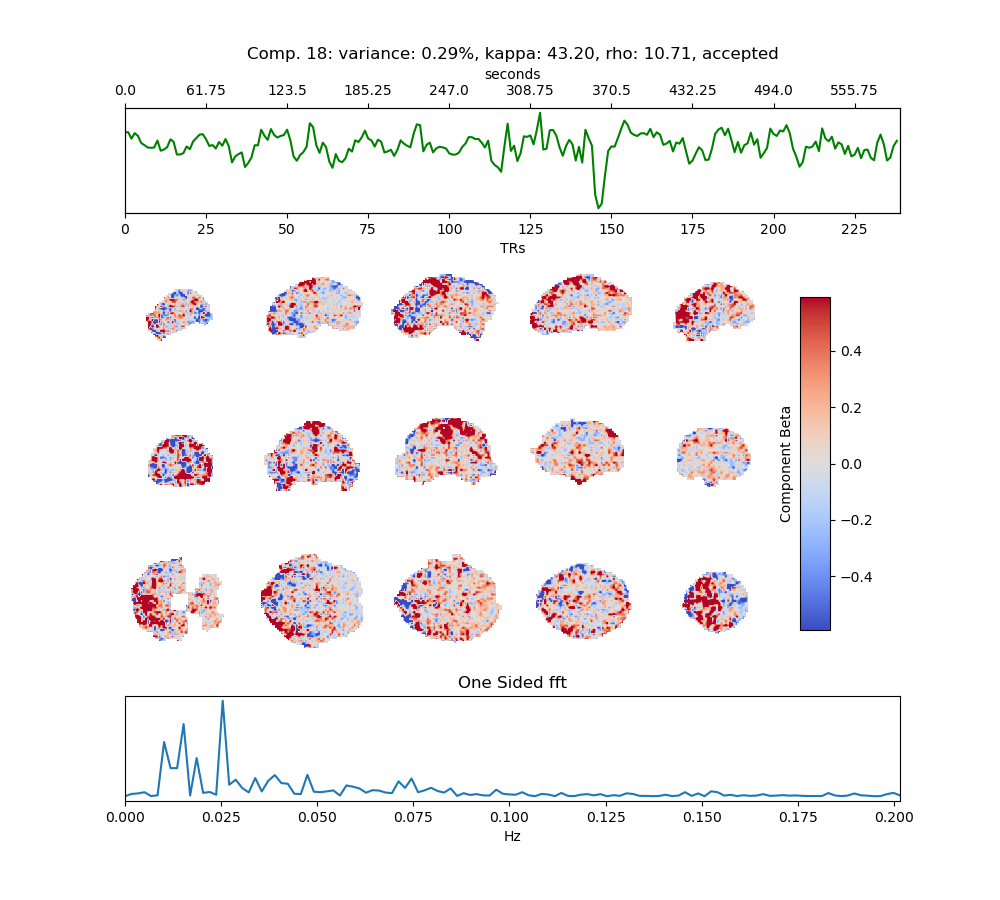 Comp. 18: variance: 0.29%, kappa: 43.20, rho: 10.71, accepted
seconds
0.0 61.75 123.5 185.25 247.0 308.75 370.5 432.25 494.0 555.75
0 25 50 75 100 125 150 175 200 225
TRs
0.4
0.2
0.0
−0.2
−0.4
Component Beta
One Sided fft
0.000 0.025 0.050 0.075 0.100 0.125 0.150 0.175 0.200
Hz